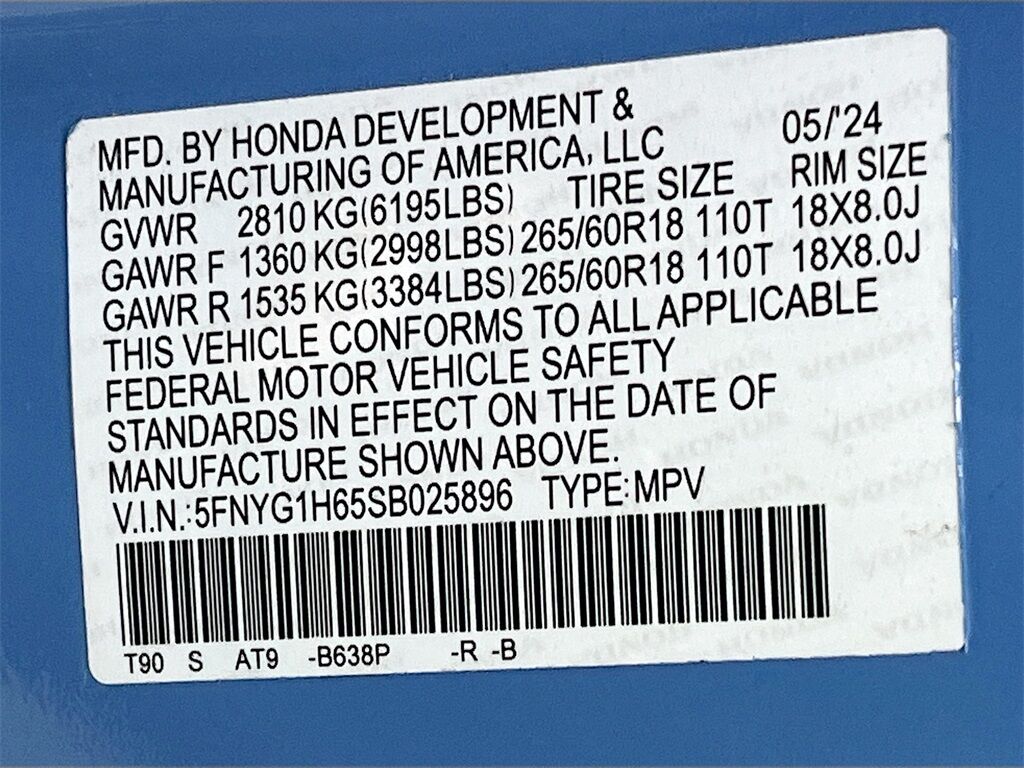 MFD. BY HONDA DEVELOPMENT &
MANUFACTURING OF AMERICA, LLC 05/'24
GVWR 2810 KG(6195LBS) TIRE SIZE RIM SIZE
GAWR F 1360 KG(2998LBS) 265/60R18 110T 18X8.0J
GAWR R 1535 KG(3384LBS) 265/60R18 110T 18X8.0J
THIS VEHICLE CONFORMS TO ALL APPLICABLE
FEDERAL MOTOR VEHICLE SAFETY
STANDARDS IN EFFECT ON THE DATE OF
MANUFACTURE SHOWN ABOVE.
V.I.N.:5FNYG1H65SB025896 TYPE:MPV
T90 S AT9 -B638P -R -B